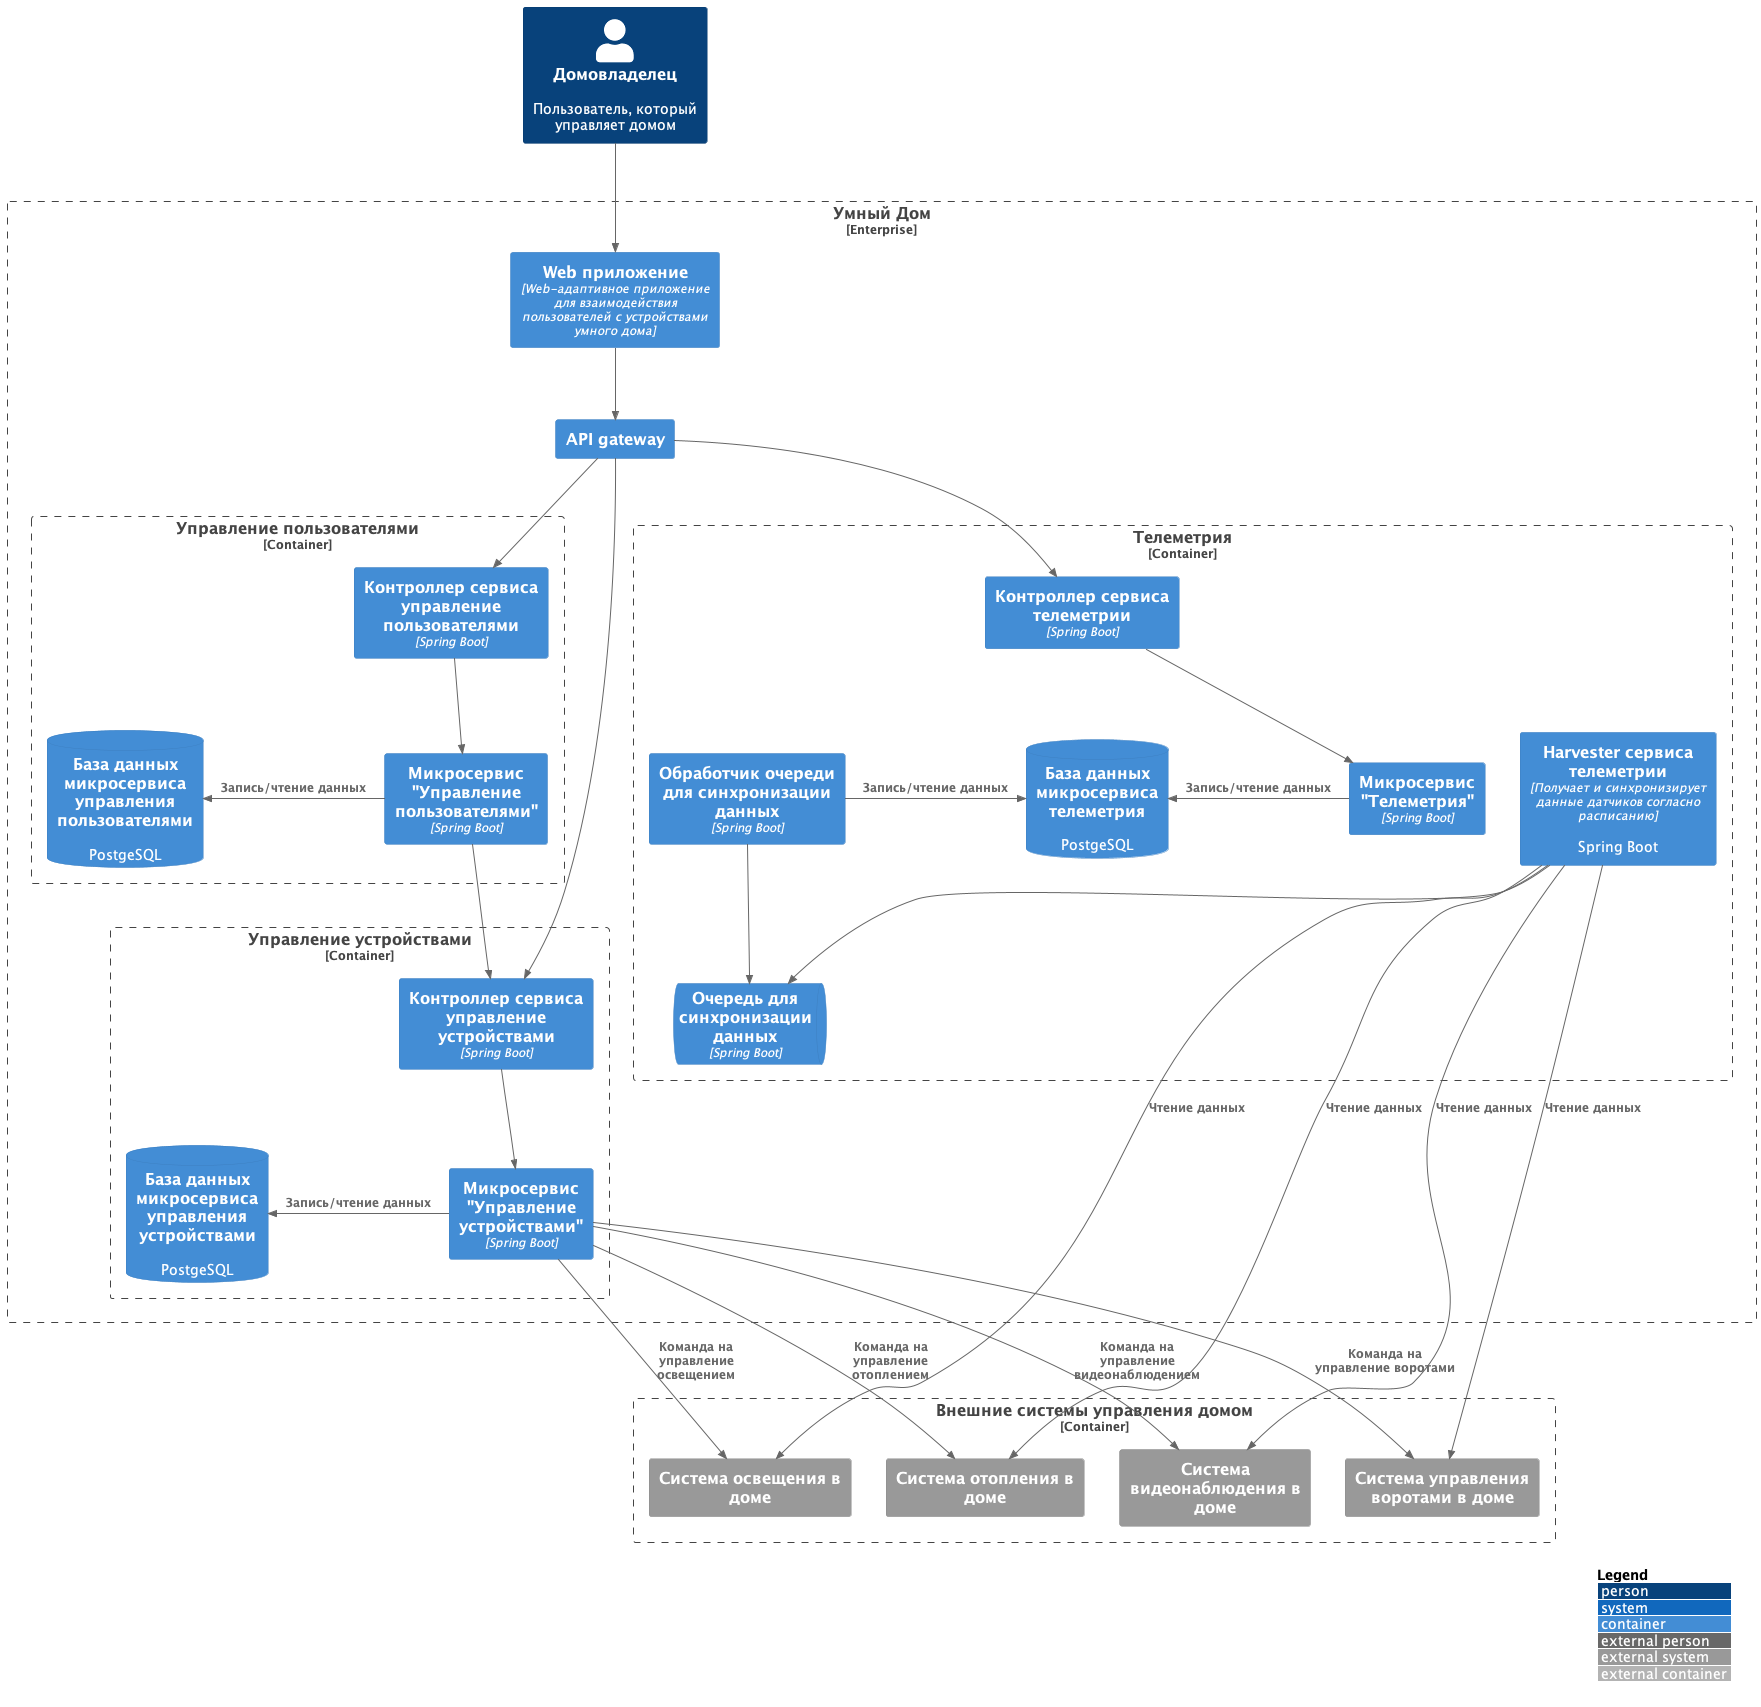 Домовладелец
Пользователь, который
управляет домом
Умный Дом
[Enterprise]
Web приложение
[Web-адаптивное приложение
для взаимодействия
пользователей с устройствами
умного дома]
API gateway
Управление пользователями
[Container]
Контроллер сервиса
управление
пользователями
[Spring Boot]
База данных
микросервиса
управления
пользователями
PostgeSQL
Запись/чтение данных
Микросервис
"Управление
пользователями"
[Spring Boot]
Телеметрия
[Container]
Контроллер сервиса
телеметрии
[Spring Boot]
Обработчик очереди
для синхронизации
данных
[Spring Boot]
Запись/чтение данных
База данных
микросервиса
телеметрия
PostgeSQL
Запись/чтение данных
Микросервис
"Телеметрия"
[Spring Boot]
Harvester сервиса
телеметрии
[Получает и синхронизирует
данные датчиков согласно
расписанию]
Spring Boot
Очередь для
синхронизации
данных
[Spring Boot]
Управление устройствами
[Container]
Контроллер сервиса
управление
устройствами
[Spring Boot]
База данных
микросервиса
управления
устройствами
PostgeSQL
Запись/чтение данных
Микросервис
"Управление
устройствами"
[Spring Boot]
Чтение данных
Чтение данных
Чтение данных
Чтение данных
Команда на
управление
освещением
Команда на
управление
отоплением
Команда на
управление
видеонаблюдением
Команда на
управление воротами
Внешние системы управления домом
[Container]
Система освещения в
доме
Система отопления в
доме
Система
видеонаблюдения в
доме
Система управления
воротами в доме
Legend
person
system
container
external person
external system
external container